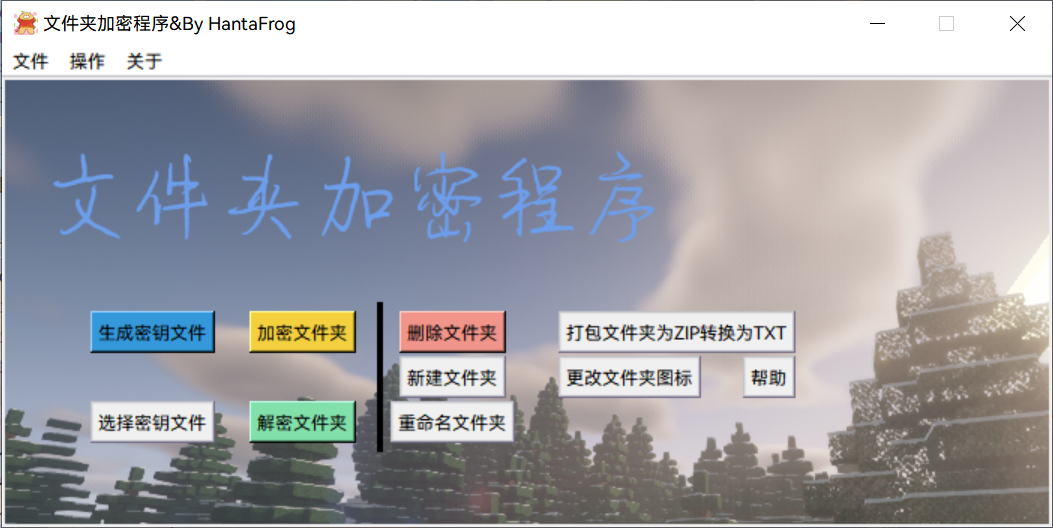 文件夹加密程序&By HantaFrog
文件 操作 关于
文件夹加密程序
生成密钥文件 加密文件夹 删除文件夹 打包文件夹为ZIP转换为TXT
新建文件夹 更改文件夹图标 帮助
选择密钥文件 解密文件夹 重命名文件夹